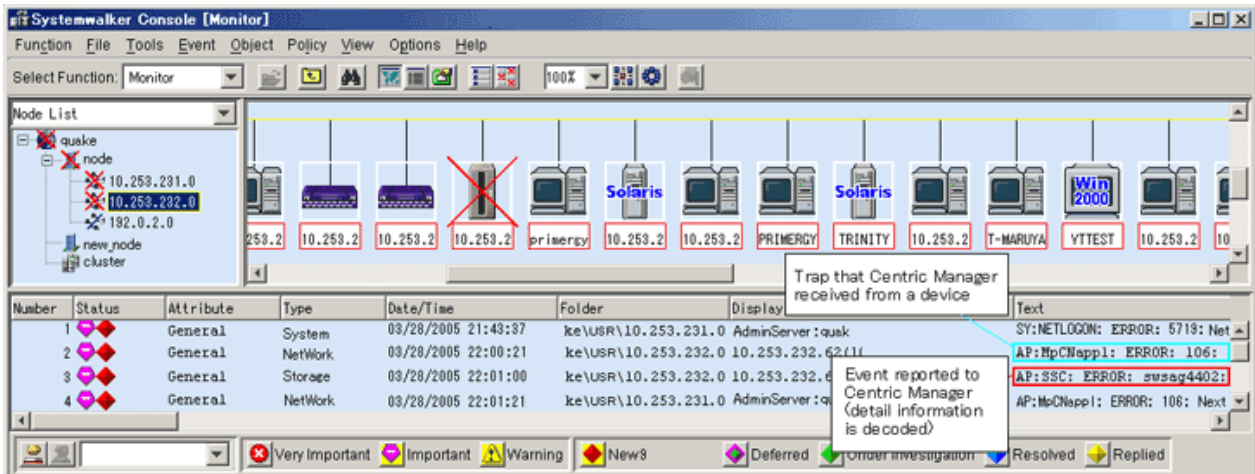 Systemwalker Console [Monitor]
Function File Tools Event Object Policy View Options Help
Select Function: Monitor 100%
Node List
quake
node
10.253.231.0
10.253.232.0
192.0.2.0
new_node
cluster
253.2 10.253.2 10.253.2 10.253.2 primergy 10.253.2 10.253.2 PRIMERGY TRINITY 10.253.2 T-MARUYA YTTEST 10.253.2 10
Solaris Solaris Win 2000
Trap that Centric Manager
received from a device
Number Status Attribute Type Date/Time Folder Display Text
1 General System 03/28/2005 21:43:37 ke\USR\10.253.231.0 AdminServer:quak SY:NETLOGON: ERROR: 5719: Net
2 General NetWork 03/28/2005 22:00:21 ke\USR\10.253.232.0 10.253.232.62 AP:MpCNappl: ERROR: 106:
3 General Storage 03/28/2005 22:01:00 ke\USR\10.253.232.0 10.253.232.6 AP:SSC: ERROR: swsag4402:
4 General NetWork 03/28/2005 22:01:21 ke\USR\10.253.231.0 AdminServer:q AP:MpCNappl: ERROR: 106: Next
Event reported to
Centric Manager
(detail information
is decoded)
Very Important Important Warning New9 Deferred Under Investigation Resolved Replied